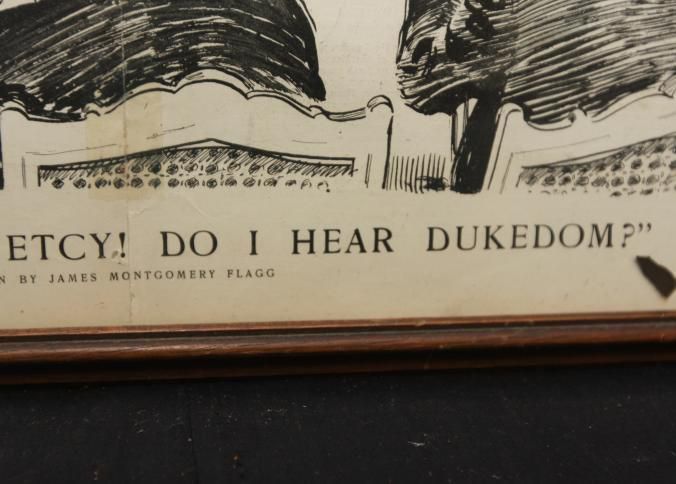 ETCY! DO I HEAR DUKEDOM?”
N BY JAMES MONTGOMERY FLAGG